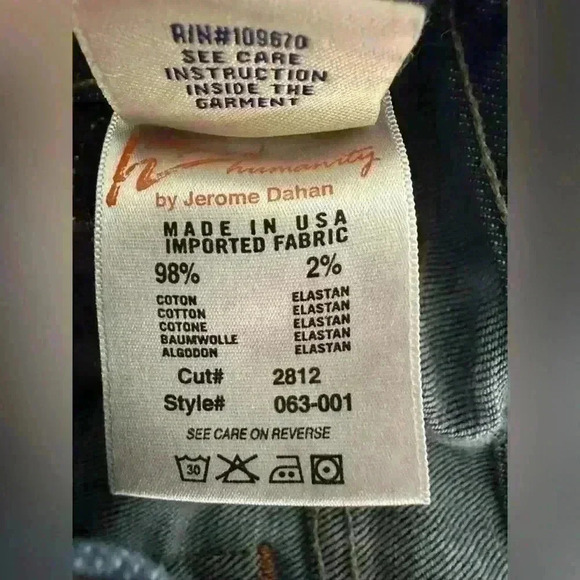 R/N#109670
SEE CARE
INSTRUCTION
INSIDE THE
GARMENT
h humanity
by Jerome Dahan
MADE IN USA
IMPORTED FABRIC
98% 2%
COTON ELASTAN
COTTON ELASTAN
COTONE ELASTAN
BAUMWOLLE ELASTAN
ALGODON ELASTAN
Cut# 2812
Style# 063-001
SEE CARE ON REVERSE
30